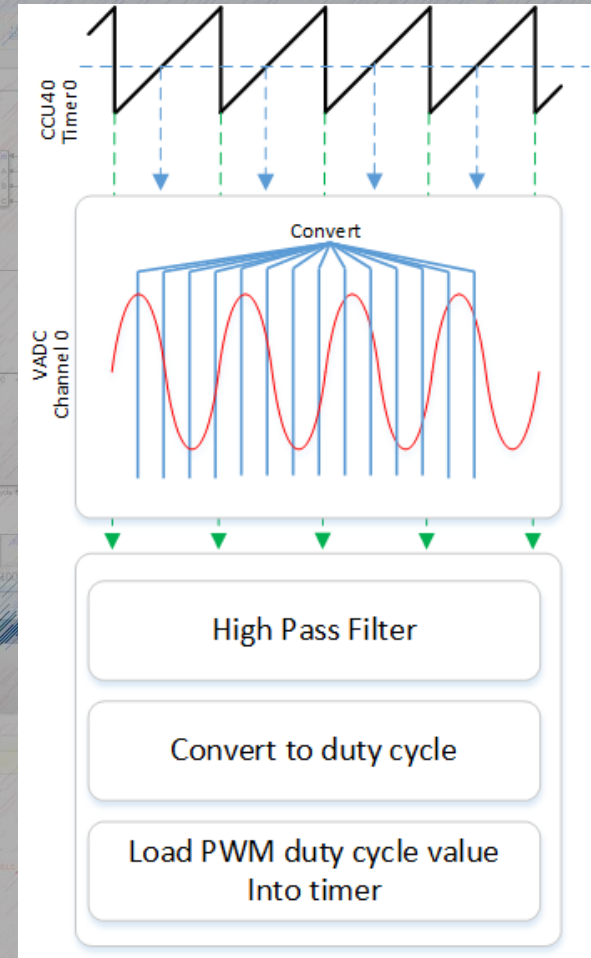 CCU40
Timer0
Convert
VADC
Channel 0
High Pass Filter
Convert to duty cycle
Load PWM duty cycle value
Into timer